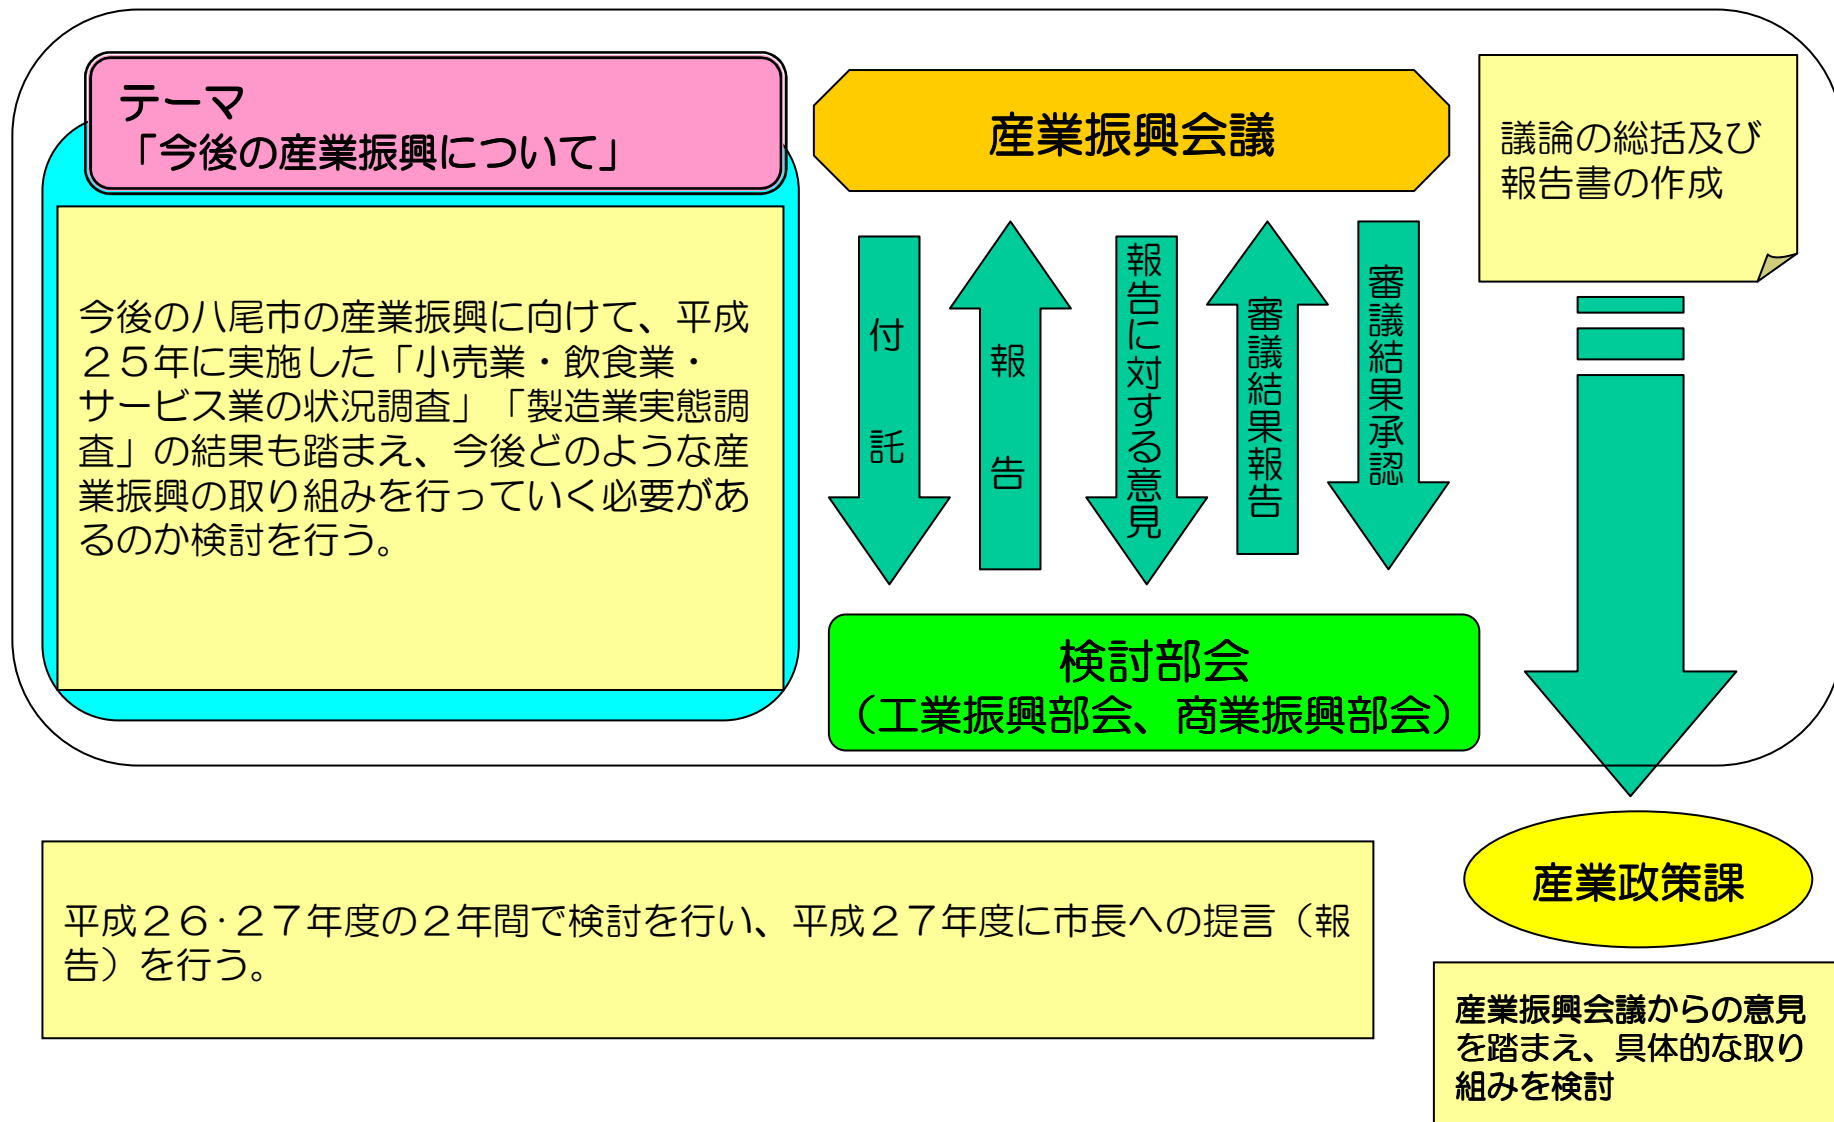 テーマ
「今後の産業振興について」
今後の八尾市の産業振興に向けて、平成
２５年に実施した「小売業・飲食業・
サービス業の状況調査」「製造業実態調
査」の結果も踏まえ、今後どのような産
業振興の取り組みを行っていく必要があ
るのか検討を行う。
産業振興会議
付託
報告
報告に対する意見
審議結果報告
審議結果承認
検討部会
（工業振興部会、商業振興部会）
議論の総括及び
報告書の作成
産業政策課
産業振興会議からの意見
を踏まえ、具体的な取り
組みを検討
平成２６･２７年度の２年間で検討を行い、平成２７年度に市長への提言（報
告）を行う。